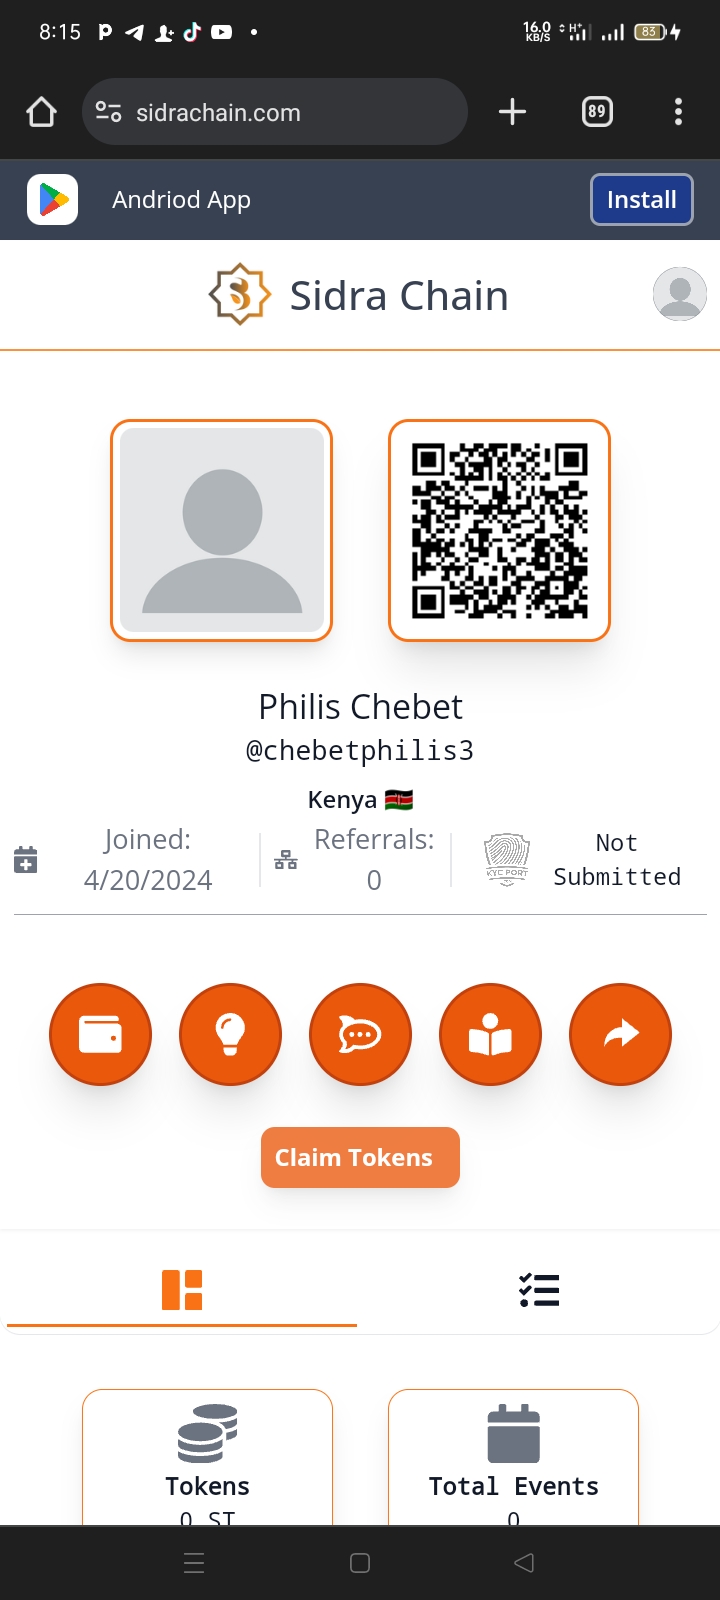 8:15
16.0
KB/S
H+
83
sidrachain.com
89
Andriod App
Install
Sidra Chain
Philis Chebet
@chebetphilis3
Kenya 🇰🇪
Joined:
4/20/2024
Referrals:
0
KYC PORT
Not
Submitted
Claim Tokens
Tokens
0 ST
Total Events
0